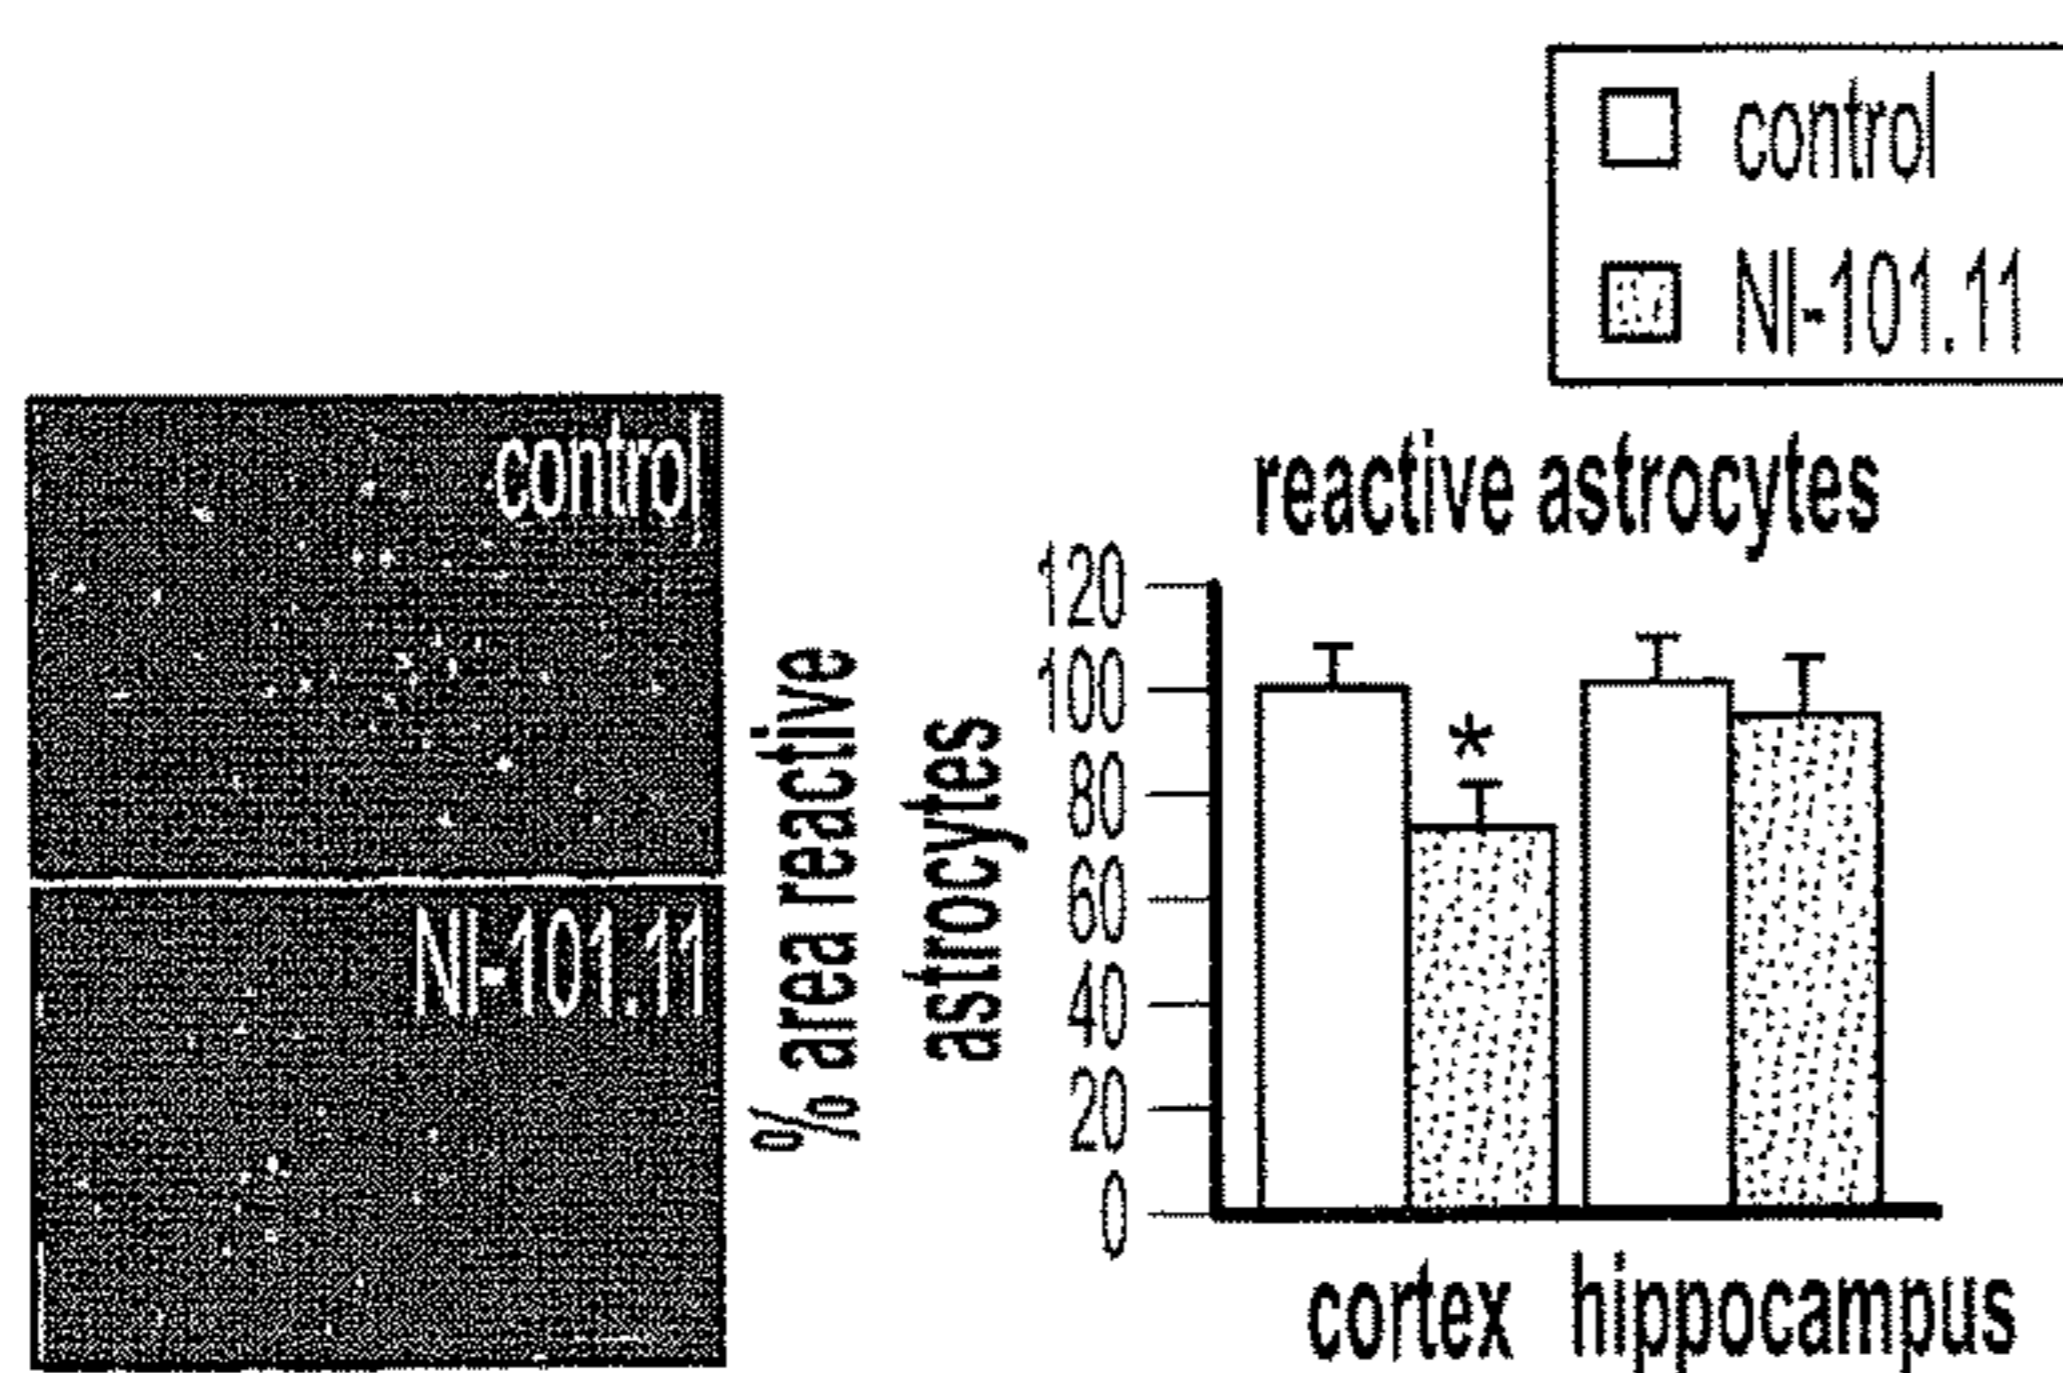 control
NI-101.11
control
NI-101.11
reactive astrocytes
% area reactive
astrocytes
120
100
80
60
40
20
0
*
cortex hippocampus